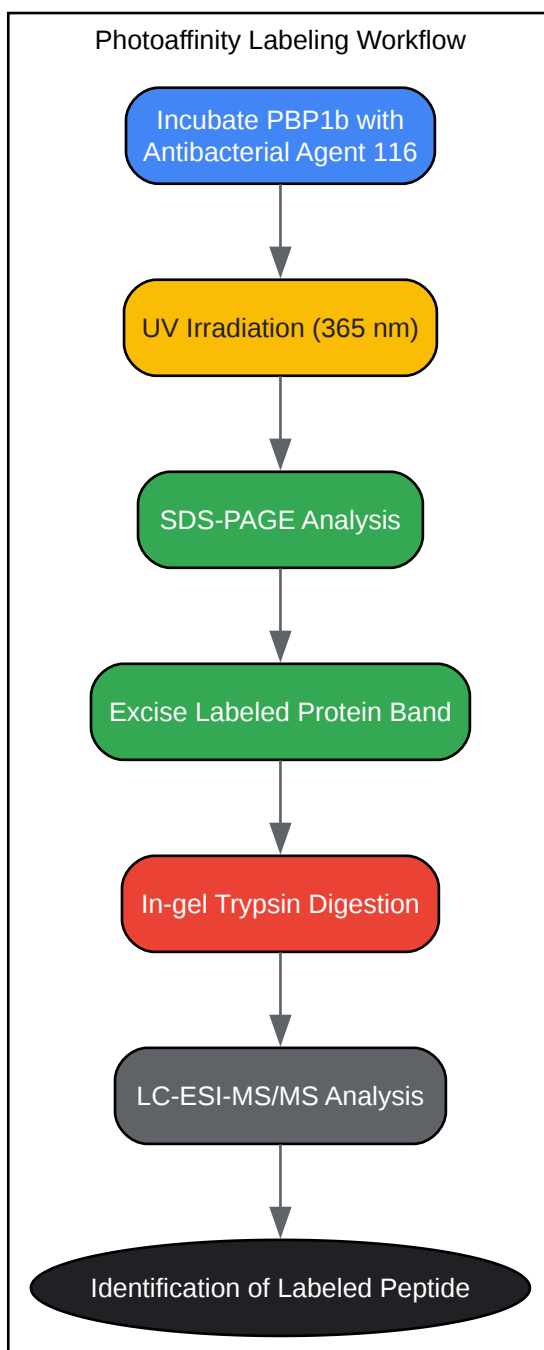 Photoaffinity Labeling Workflow
Incubate PBP1b with
Antibacterial Agent 116
UV Irradiation (365 nm)
SDS-PAGE Analysis
Excise Labeled Protein Band
In-gel Trypsin Digestion
LC-ESI-MS/MS Analysis
Identification of Labeled Peptide